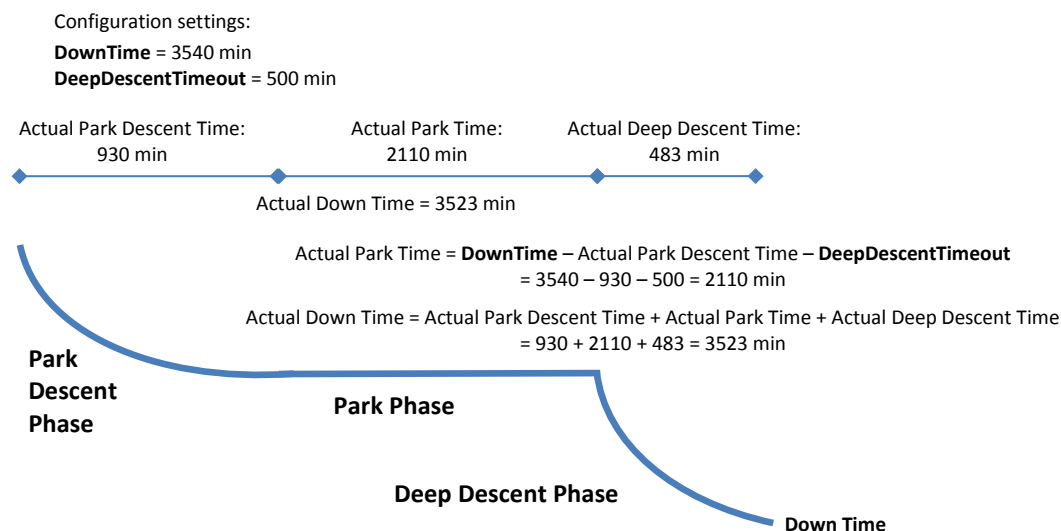 Configuration settings:
DownTime = 3540 min
DeepDescentTimeout = 500 min
Actual Park Descent Time:
930 min
Actual Park Time:
2110 min
Actual Deep Descent Time:
483 min
Actual Down Time = 3523 min
Actual Park Time = DownTime – Actual Park Descent Time – DeepDescentTimeout
= 3540 – 930 – 500 = 2110 min
Actual Down Time = Actual Park Descent Time + Actual Park Time + Actual Deep Descent Time
= 930 + 2110 + 483 = 3523 min
Park
Descent
Phase
Park Phase
Deep Descent Phase
Down Time